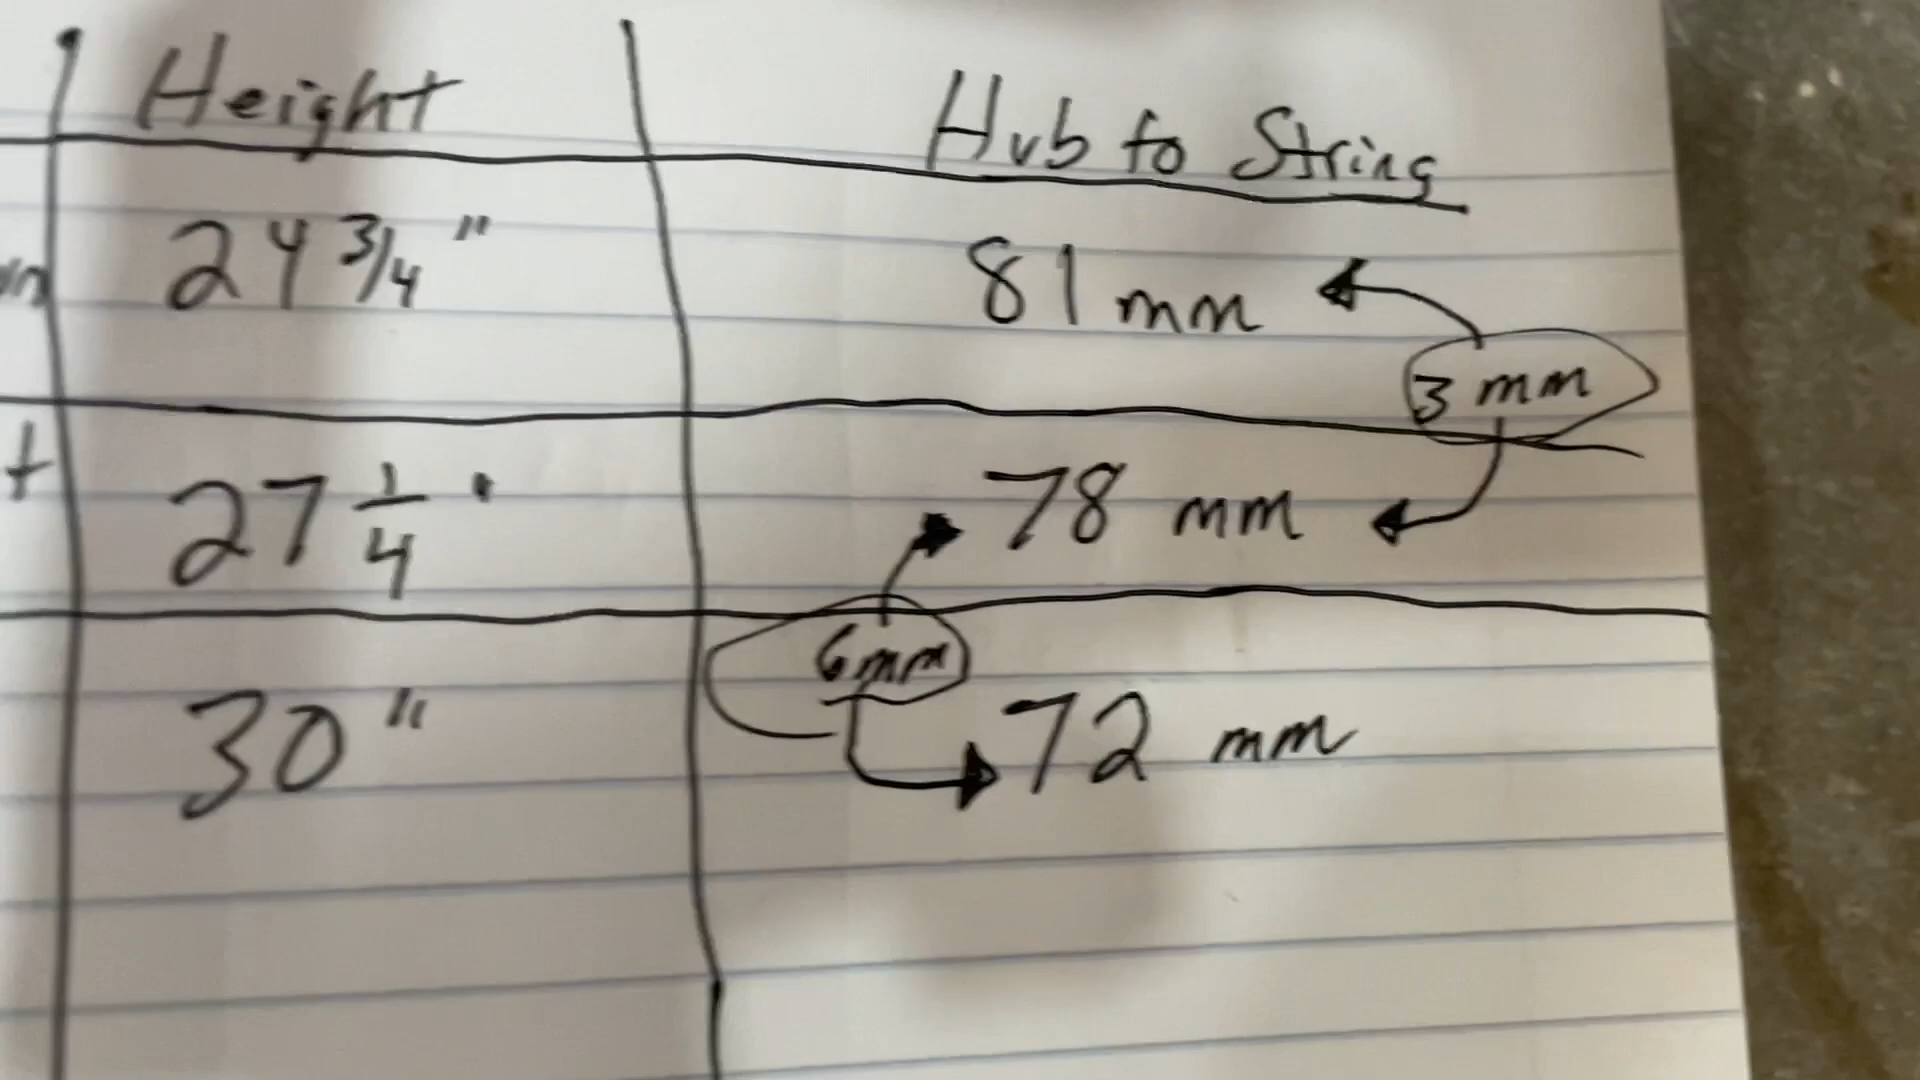 Height Hub to String
24 3/4" 81 mm
3 mm
27 1/4" 78 mm
6mm
30" 72 mm